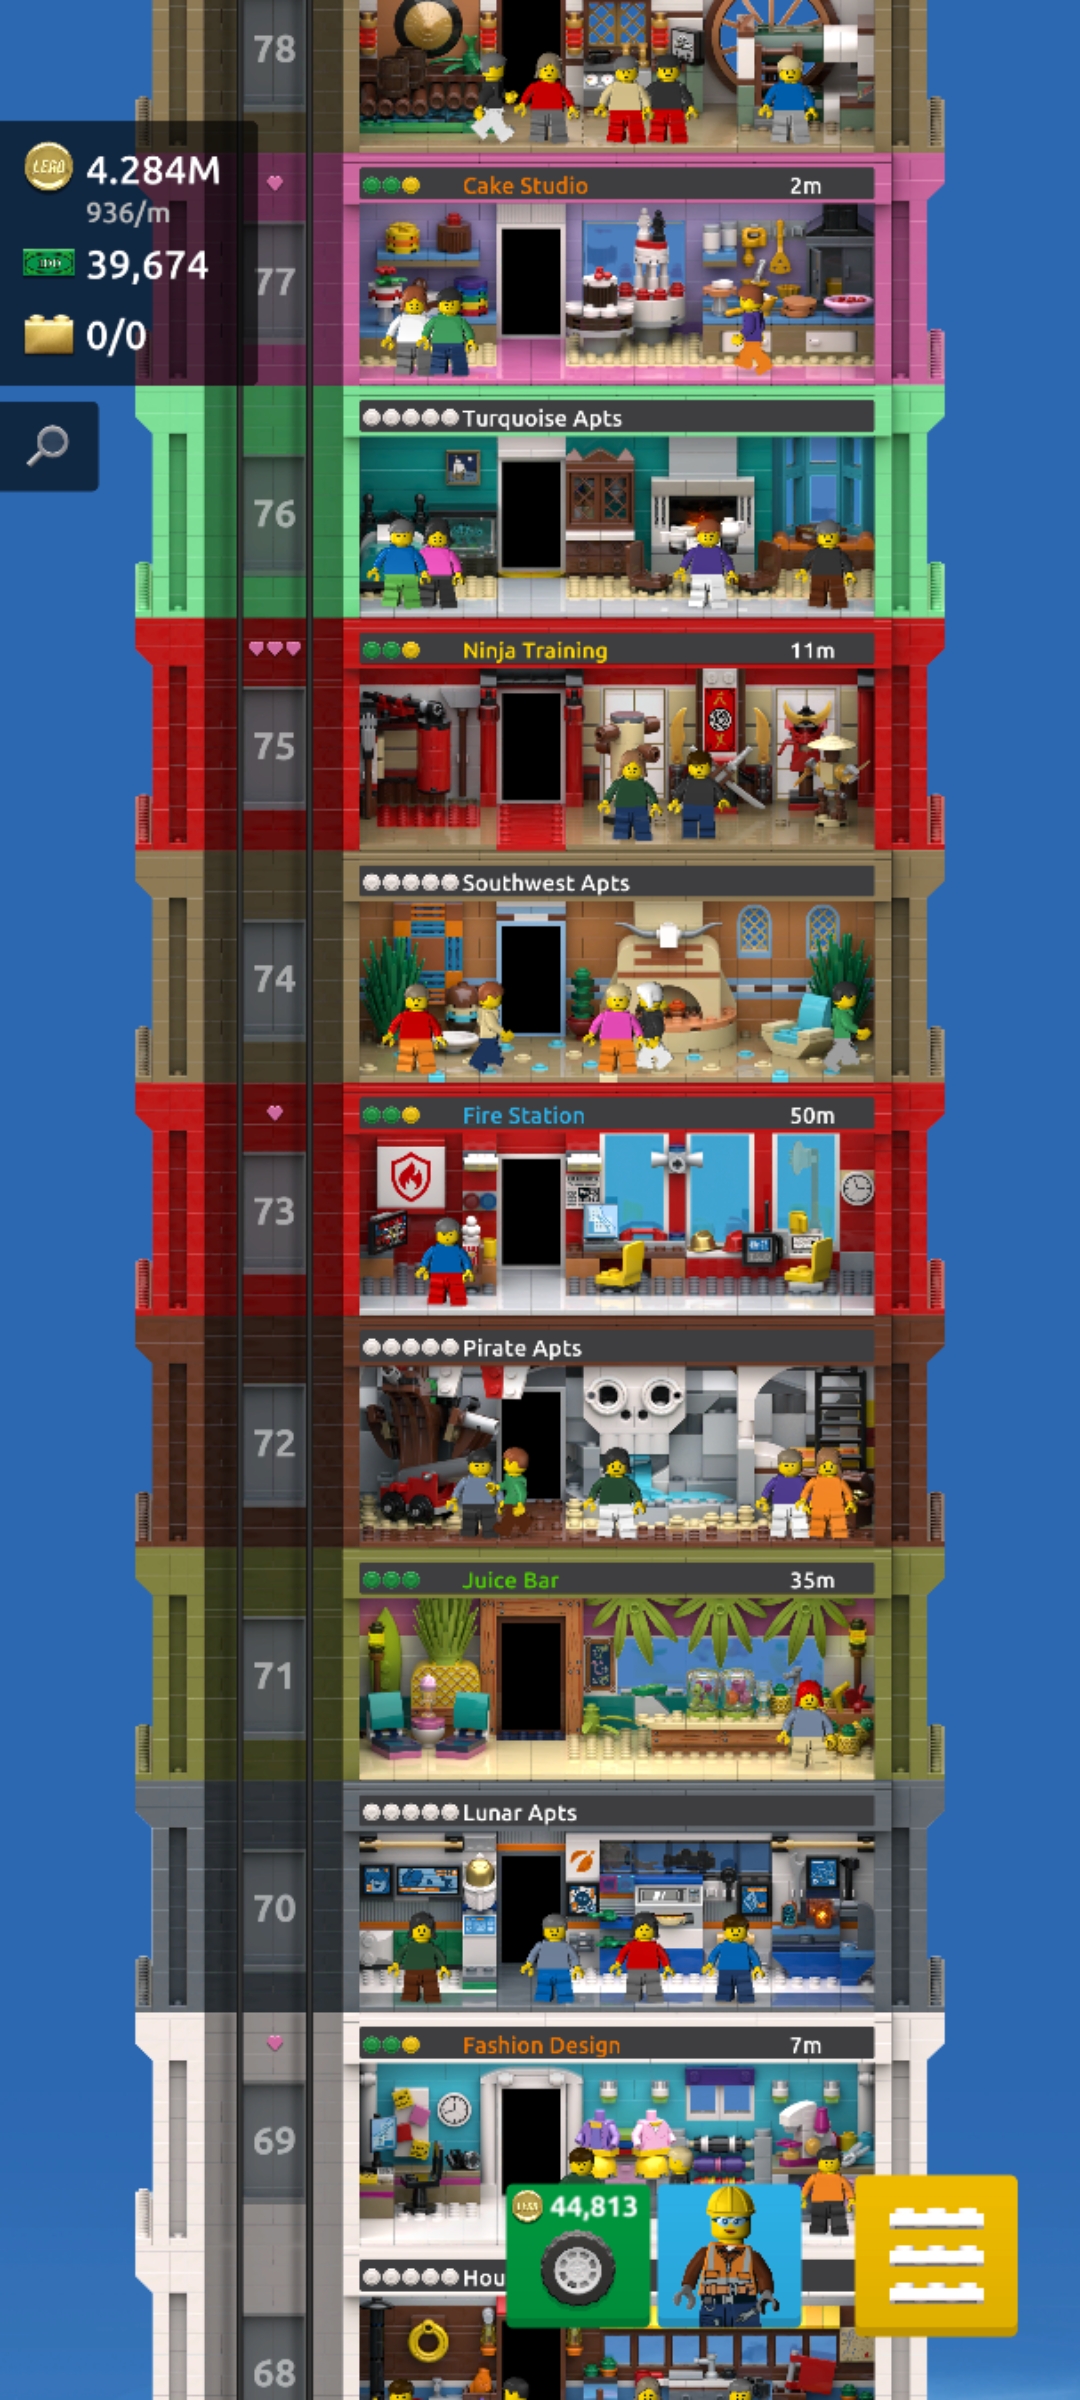 78
LEGO 4.284M
936/m
39,674
0/0
Cake Studio 2m
77
Turquoise Apts
76
Ninja Training 11m
75
Southwest Apts
74
Fire Station 50m
73
Pirate Apts
72
Juice Bar 35m
71
Lunar Apts
70
Fashion Design 7m
69
44,813
Hou
68